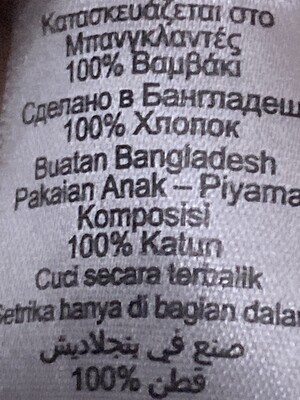 Κατασκευάζεται στο
Μπανγκλαντές
100% Βαμβάκι
Сделано в Бангладеш
100% Хлопок
Buatan Bangladesh
Pakaian Anak – Piyama
Komposisi
100% Katun
Cuci secara terbalik
Setrika hanya di bagian dalam
صنع في بنجلاديش
100% قطن